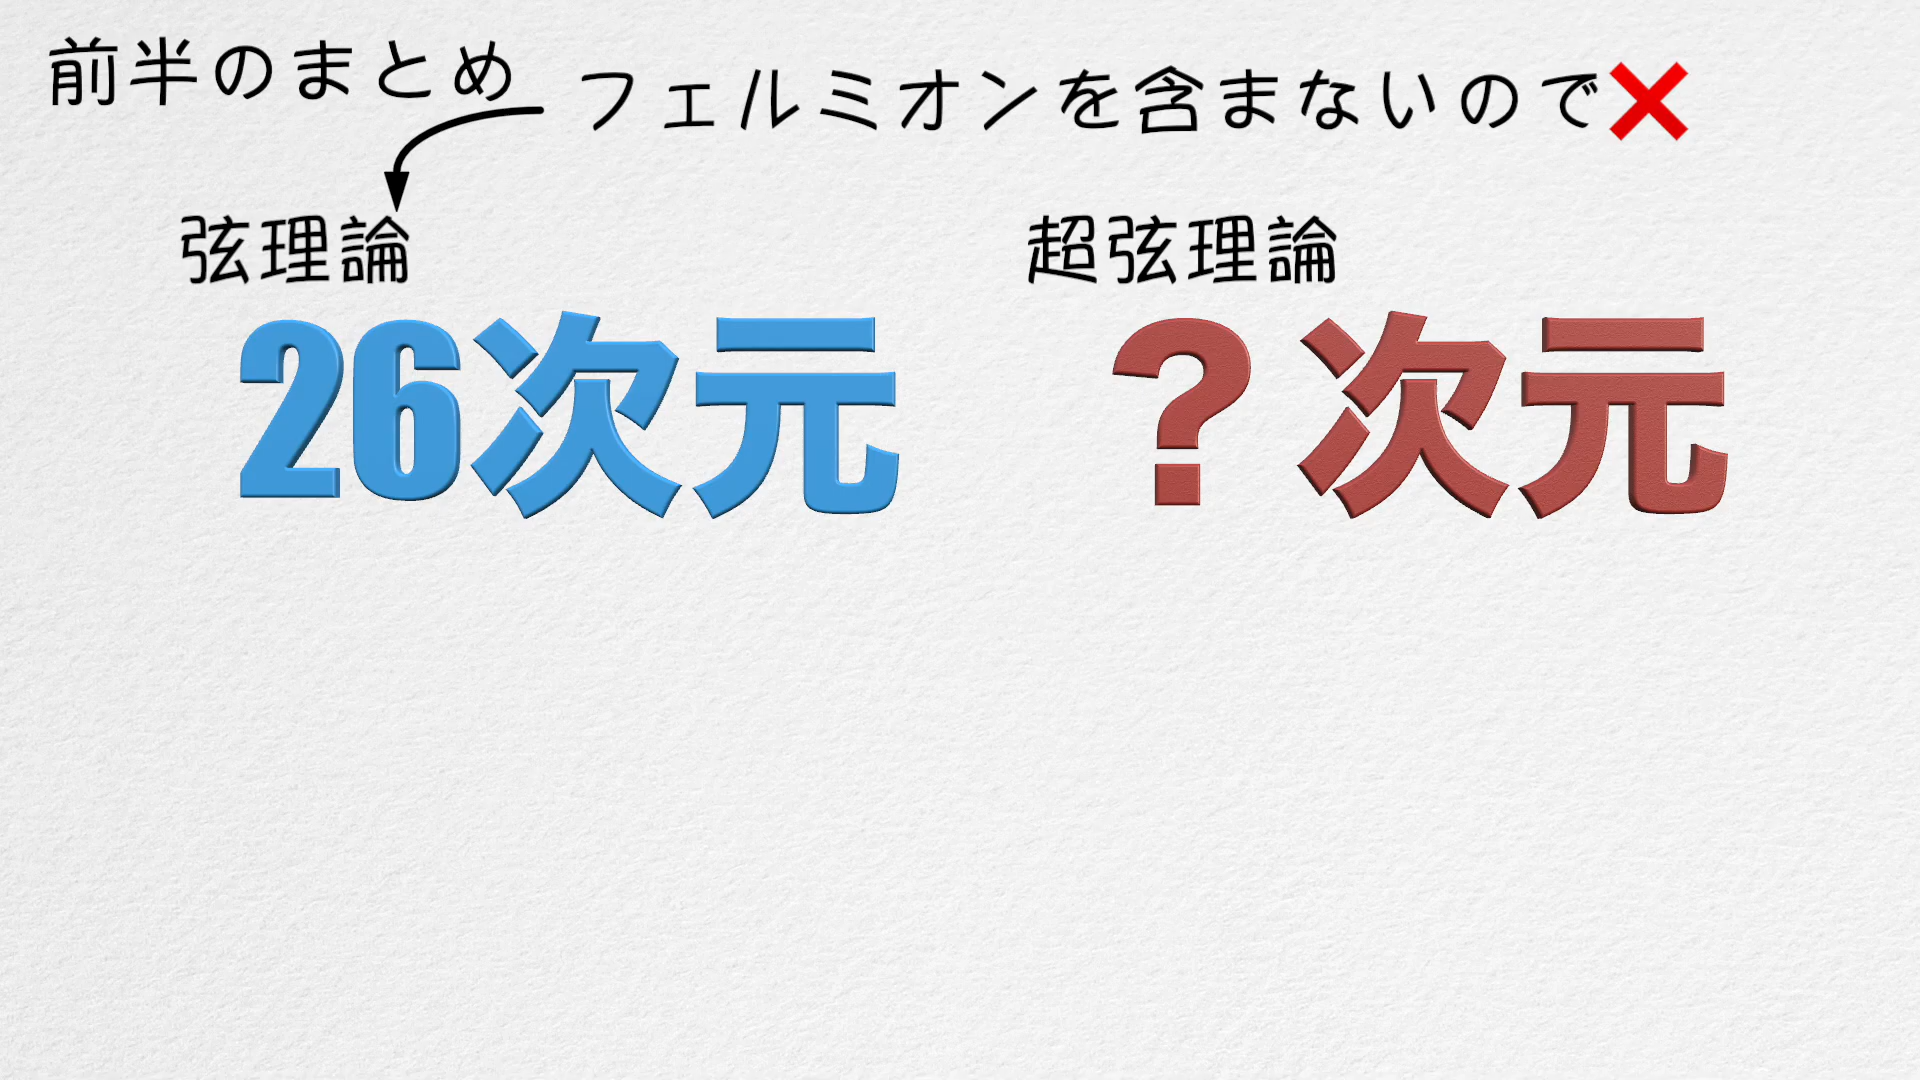 前半のまとめ
フェルミオンを含まないので❌
弦理論
26次元
超弦理論
?次元